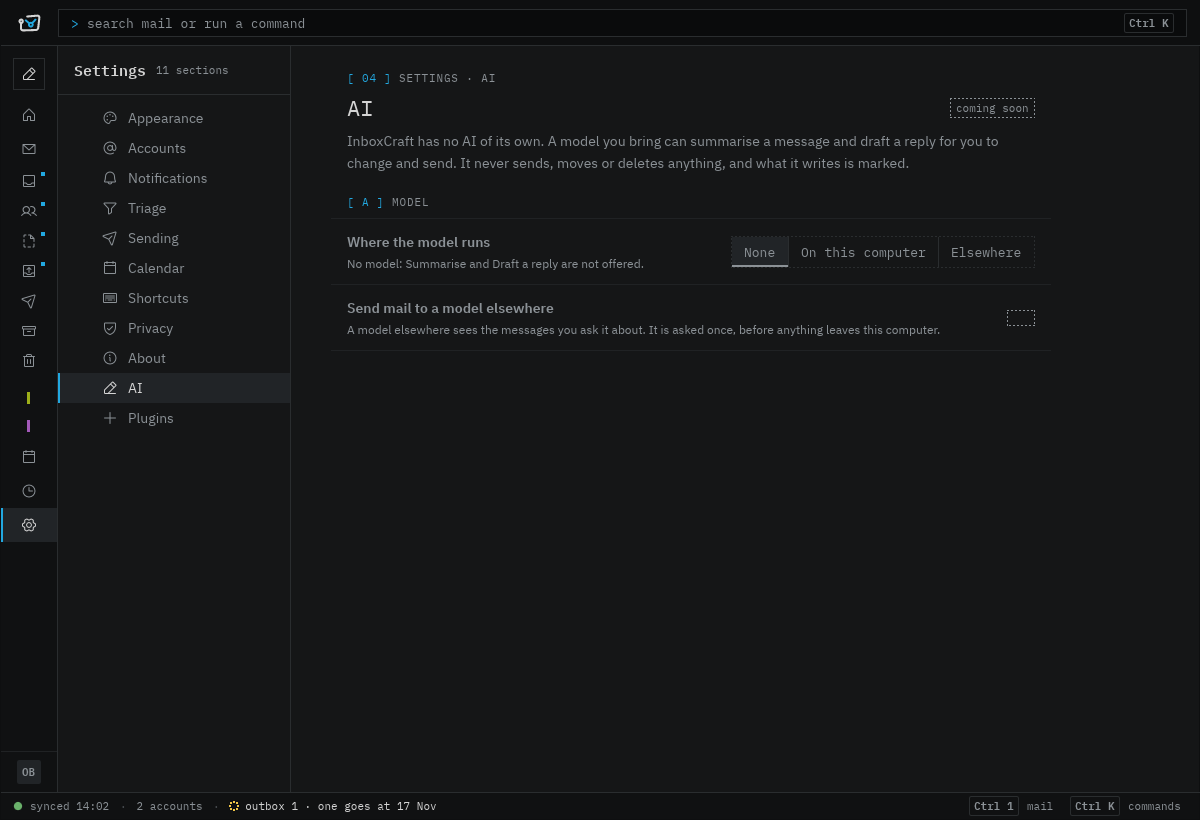 > search mail or run a command
Ctrl K
Settings 11 sections
Appearance
Accounts
Notifications
Triage
Sending
Calendar
Shortcuts
Privacy
About
AI
Plugins
OB
[ 04 ] SETTINGS · AI
AI
coming soon
InboxCraft has no AI of its own. A model you bring can summarise a message and draft a reply for you to
change and send. It never sends, moves or deletes anything, and what it writes is marked.
[ A ] MODEL
Where the model runs
No model: Summarise and Draft a reply are not offered.
None On this computer Elsewhere
Send mail to a model elsewhere
A model elsewhere sees the messages you ask it about. It is asked once, before anything leaves this computer.
synced 14:02 · 2 accounts · outbox 1 · one goes at 17 Nov
Ctrl 1 mail Ctrl K commands